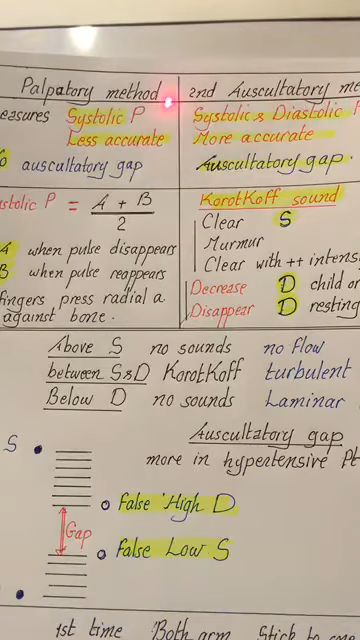 Palpatory method
2nd Auscultatory me
easures Systolic P
Less accurate
auscultatory gap
Systolic & Diastolic P
More accurate
Auscultatory gap.
stolic P = A + B
2
A when pulse disappears
B when pulse reappears
fingers press radial a
against bone.
KorotKoff sound
Clear S
Murmur
Clear with ++ intens
Decrease D child or
Disappear D resting
Above S no sounds no flow
between S&D KorotKoff turbulent
Below D no sounds Laminar
Auscultatory gap
more in hypertensive Pt
S
Gap
False High D
False Low S
1st time Both arm Stick to one